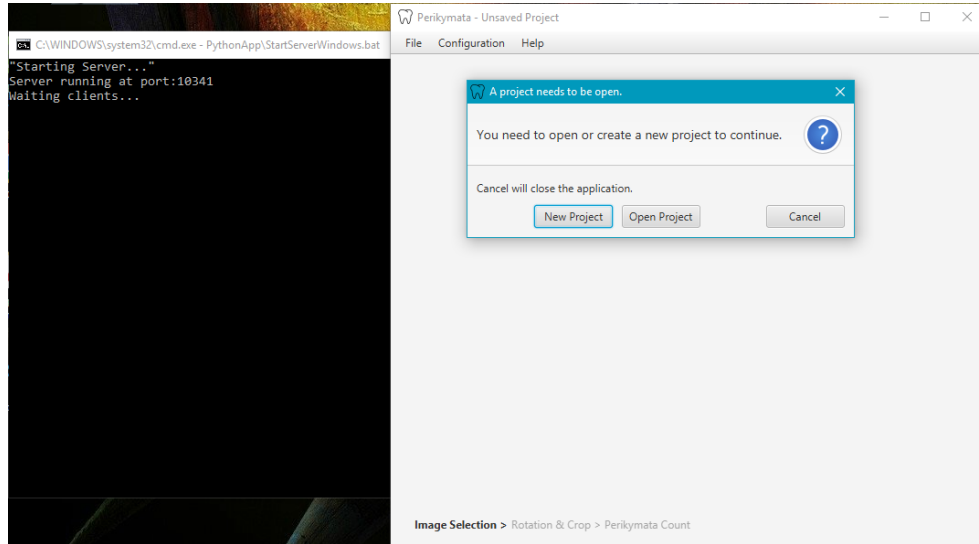 C:\WINDOWS\system32\cmd.exe - PythonApp\StartServerWindows.bat
"Starting Server..."
Server running at port:10341
Waiting clients...
Perikymata - Unsaved Project
File Configuration Help
A project needs to be open.
You need to open or create a new project to continue.
?
Cancel will close the application.
New Project Open Project Cancel
Image Selection > Rotation & Crop > Perikymata Count